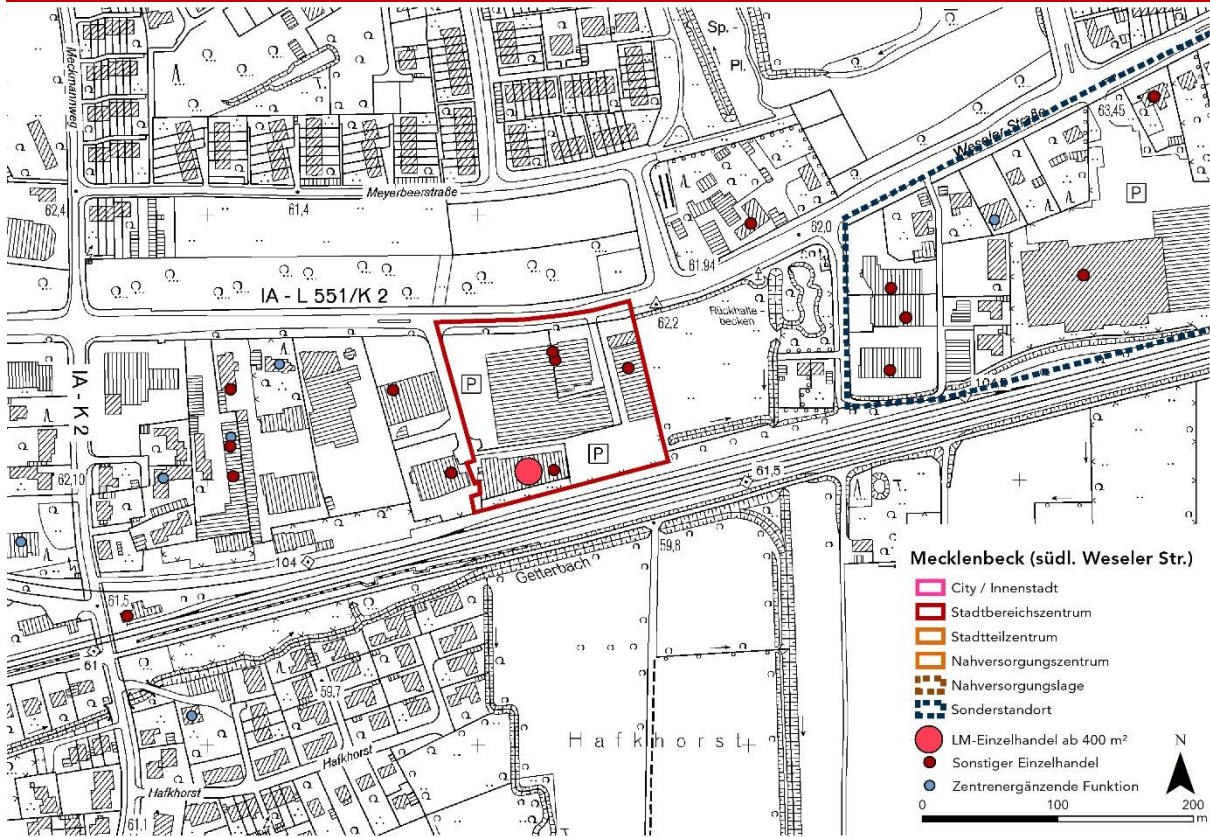 Sp.-
Pl.
Meckmannweg
Weseler Straße
63,45
P
62,4
Meyerbeerstraße
61,4
62,0
61,94
IA - L 551/K 2
62,2
Rückhalte -
becken
P
IA - K 2
P
62,10
61,5
104
59,8
Getterbach
61,5
61
59,7
Hafkhorst
Hafkhorst
Hafkhorst
61,1
Mecklenbeck (südl. Weseler Str.)
City / Innenstadt
Stadtbereichszentrum
Stadtteilzentrum
Nahversorgungszentrum
Nahversorgungslage
Sonderstandort
LM-Einzelhandel ab 400 m²
Sonstiger Einzelhandel
Zentrenergänzende Funktion
N
0 100 200
m